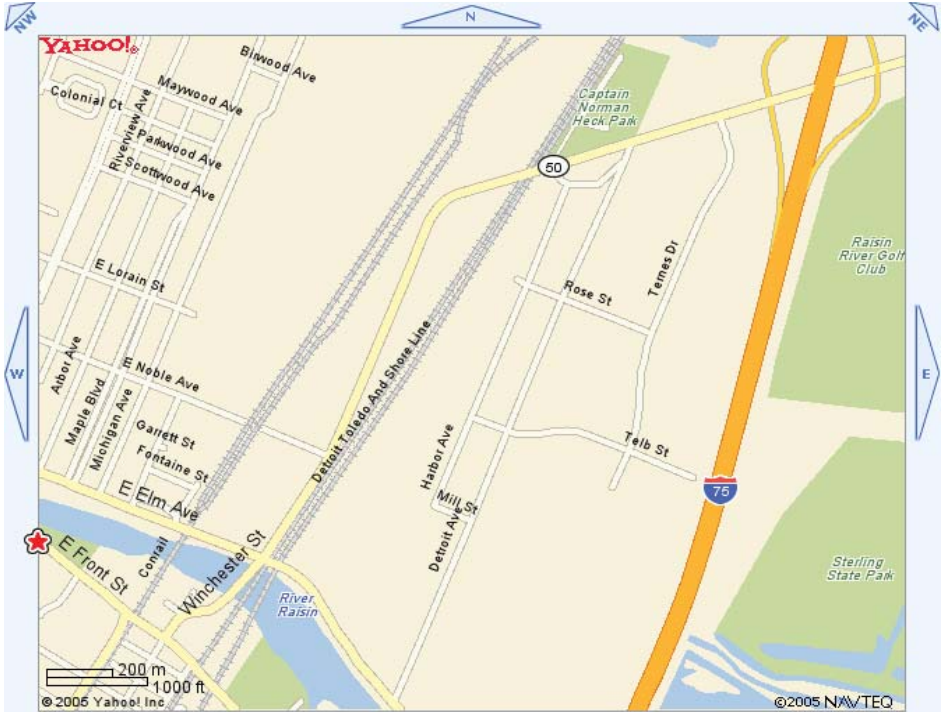 NW
N
NE
YAHOO!®
Birwood Ave
Maywood Ave
Colonial Ct
Riverview Ave
Parkwood Ave
Scottwood Ave
Captain
Norman
Heck Park
50
Raisin
River Golf
Club
E Lorain St
Ternes Dr
Rose St
W
E
Arbor Ave
E Noble Ave
Detroit Toledo And Shore Line
Maple Blvd
Michigan Ave
Garrett St
Fontaine St
Harbor Ave
Telb St
75
E Elm Ave
Mill St
Detroit Ave
E Front St
Conrail
Winchester St
River
Raisin
Sterling
State Park
200 m
1000 ft
©2005 Yahoo! Inc
©2005 NAVTEQ